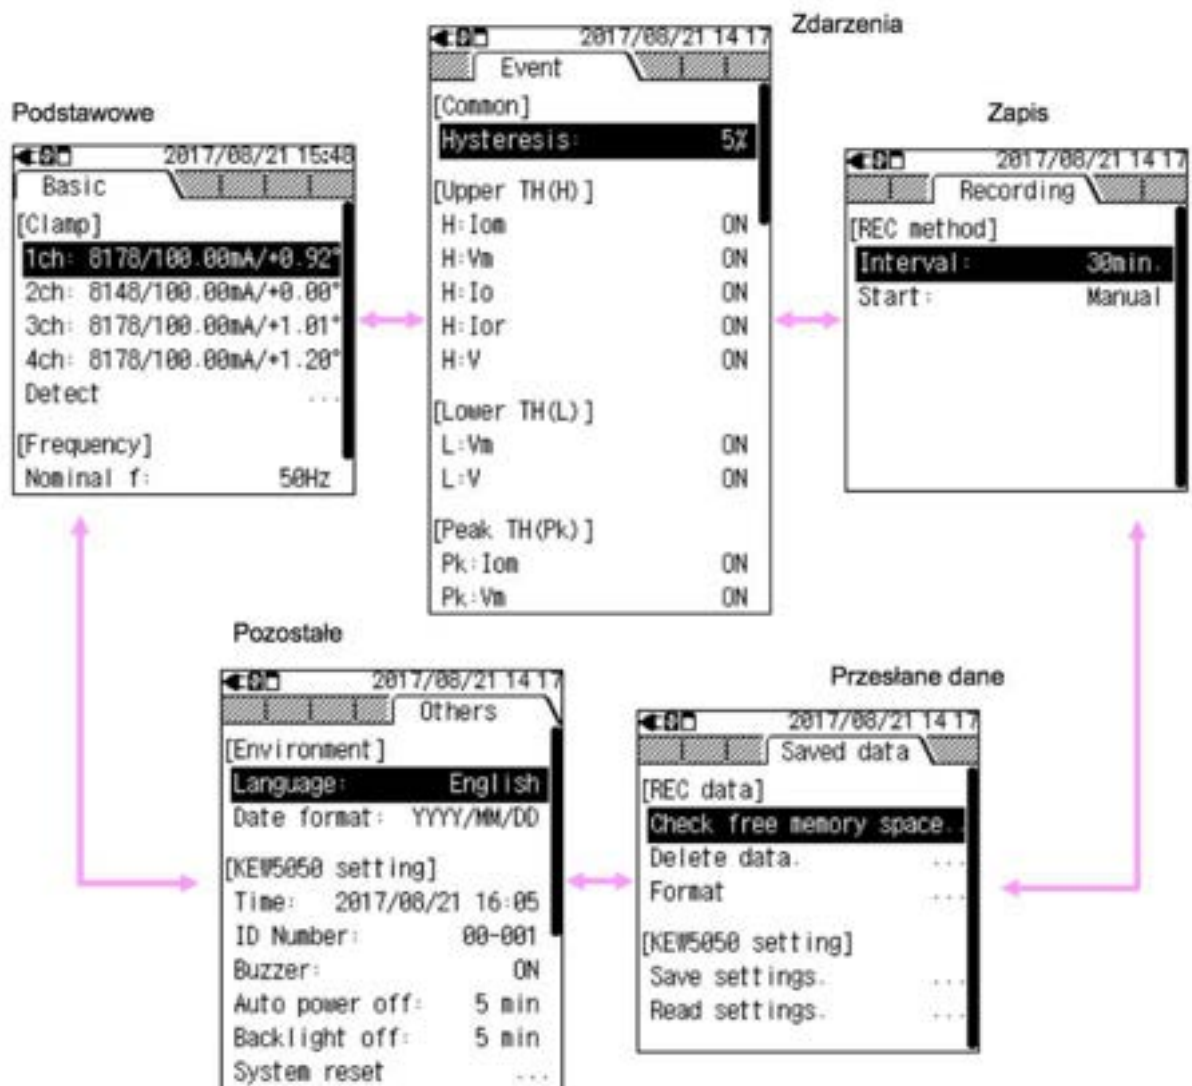 Zdarzenia
2017/08/21 14:17
Event
[Common]
Hysteresis: 5%
[Upper TH(H)]
H:Iom ON
H:Vm ON
H:Io ON
H:Ior ON
H:V ON
[Lower TH(L)]
L:Vm ON
L:V ON
[Peak TH(Pk)]
Pk:Iom ON
Pk:Vm ON
Podstawowe
2017/08/21 15:48
Basic
[Clamp]
1ch: 8178/100.00mA/+0.92°
2ch: 8148/100.00mA/+0.00°
3ch: 8178/100.00mA/+1.01°
4ch: 8178/100.00mA/+1.20°
Detect ...
[Frequency]
Nominal f: 50Hz
Zapis
2017/08/21 14:17
Recording
[REC method]
Interval: 30min.
Start: Manual
Pozostałe
2017/08/21 14:17
Others
[Environment]
Language: English
Date format: YYYY/MM/DD
[KEW5050 setting]
Time: 2017/08/21 16:05
ID Number: 00-001
Buzzer: ON
Auto power off: 5 min
Backlight off: 5 min
System reset ...
Przesłane dane
2017/08/21 14:17
Saved data
[REC data]
Check free memory space..
Delete data. ...
Format ...
[KEW5050 setting]
Save settings. ...
Read settings. ...